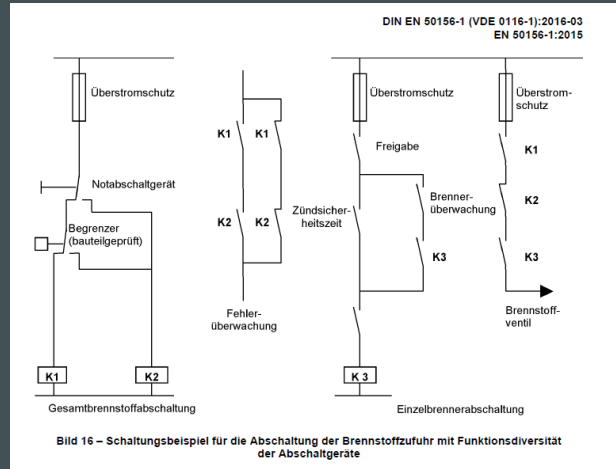 DIN EN 50156-1 (VDE 0116-1):2016-03
EN 50156-1:2015
Überstromschutz
Notabschaltgerät
Begrenzer
(bauteilgeprüft)
K1
K2
Gesamtbrennstoffabschaltung
K1 K1
K2 K2
Fehler-
überwachung
Überstromschutz
Freigabe
Zündsicher-
heitszeit
Brenner-
überwachung
K3
K 3
Überstrom-
schutz
K1
K2
K3
Brennstoff-
ventil
Einzelbrennerabschaltung
Bild 16 – Schaltungsbeispiel für die Abschaltung der Brennstoffzufuhr mit Funktionsdiversität
der Abschaltgeräte